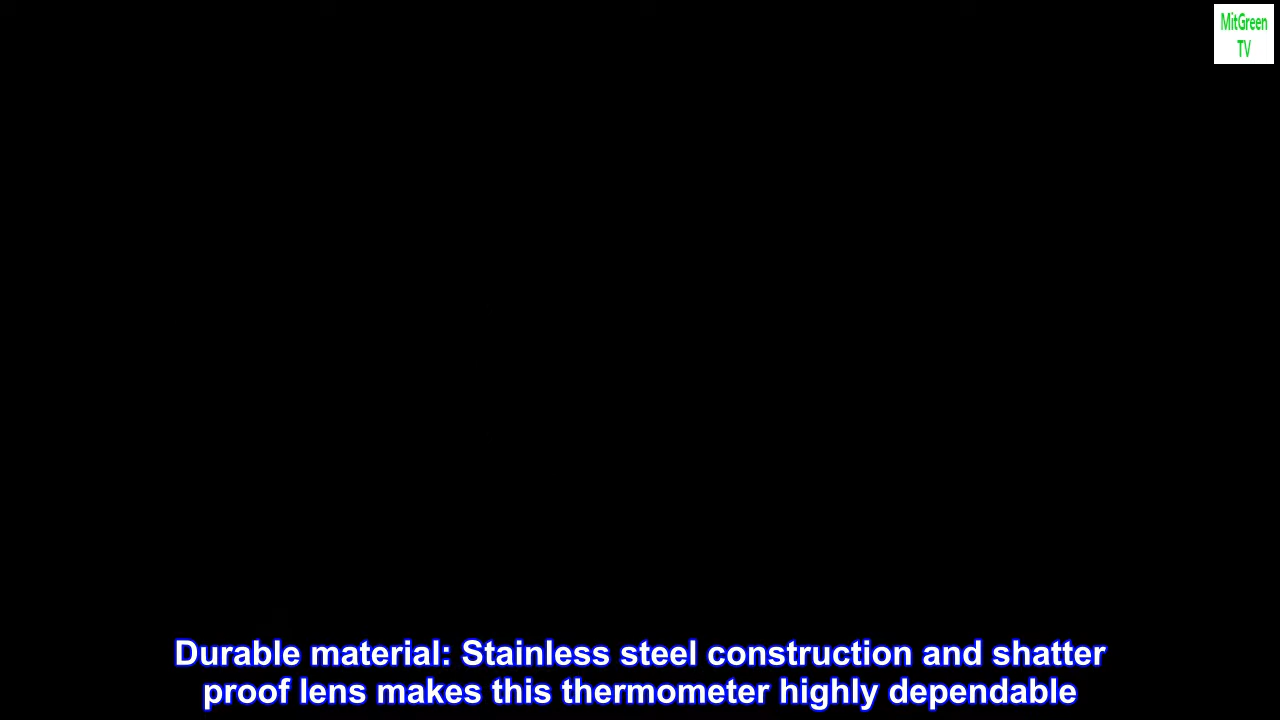 MitGreen
TV
Durable material: Stainless steel construction and shatter
proof lens makes this thermometer highly dependable